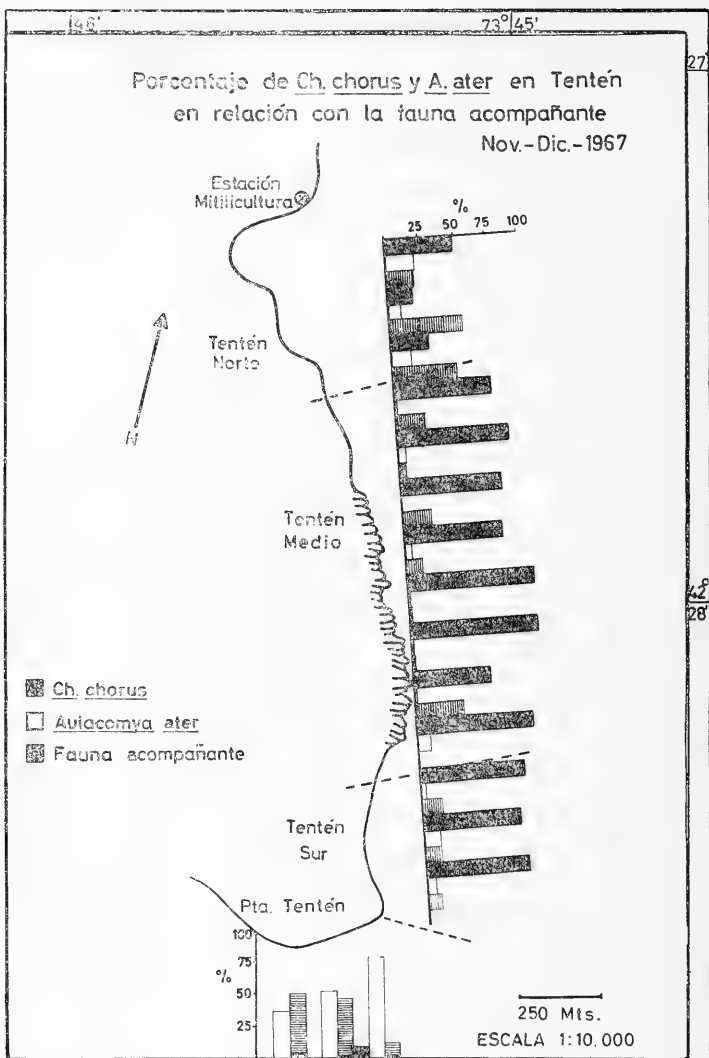 46' 73° 45'
27'
Porcentaje de Ch. chorus y A. ater en Tentén
en relación con la fauna acompañante
Nov.-Dic.-1967
Estación
Mitilicultura
%
25 50 75 100
Tentén
Norte
N
Tentén
Medio
42°
28'
Ch. chorus
Aulacomya ater
Fauna acompañante
Tentén
Sur
Pta. Tentén
100
75
%
50
25
250 Mts.
ESCALA 1:10.000